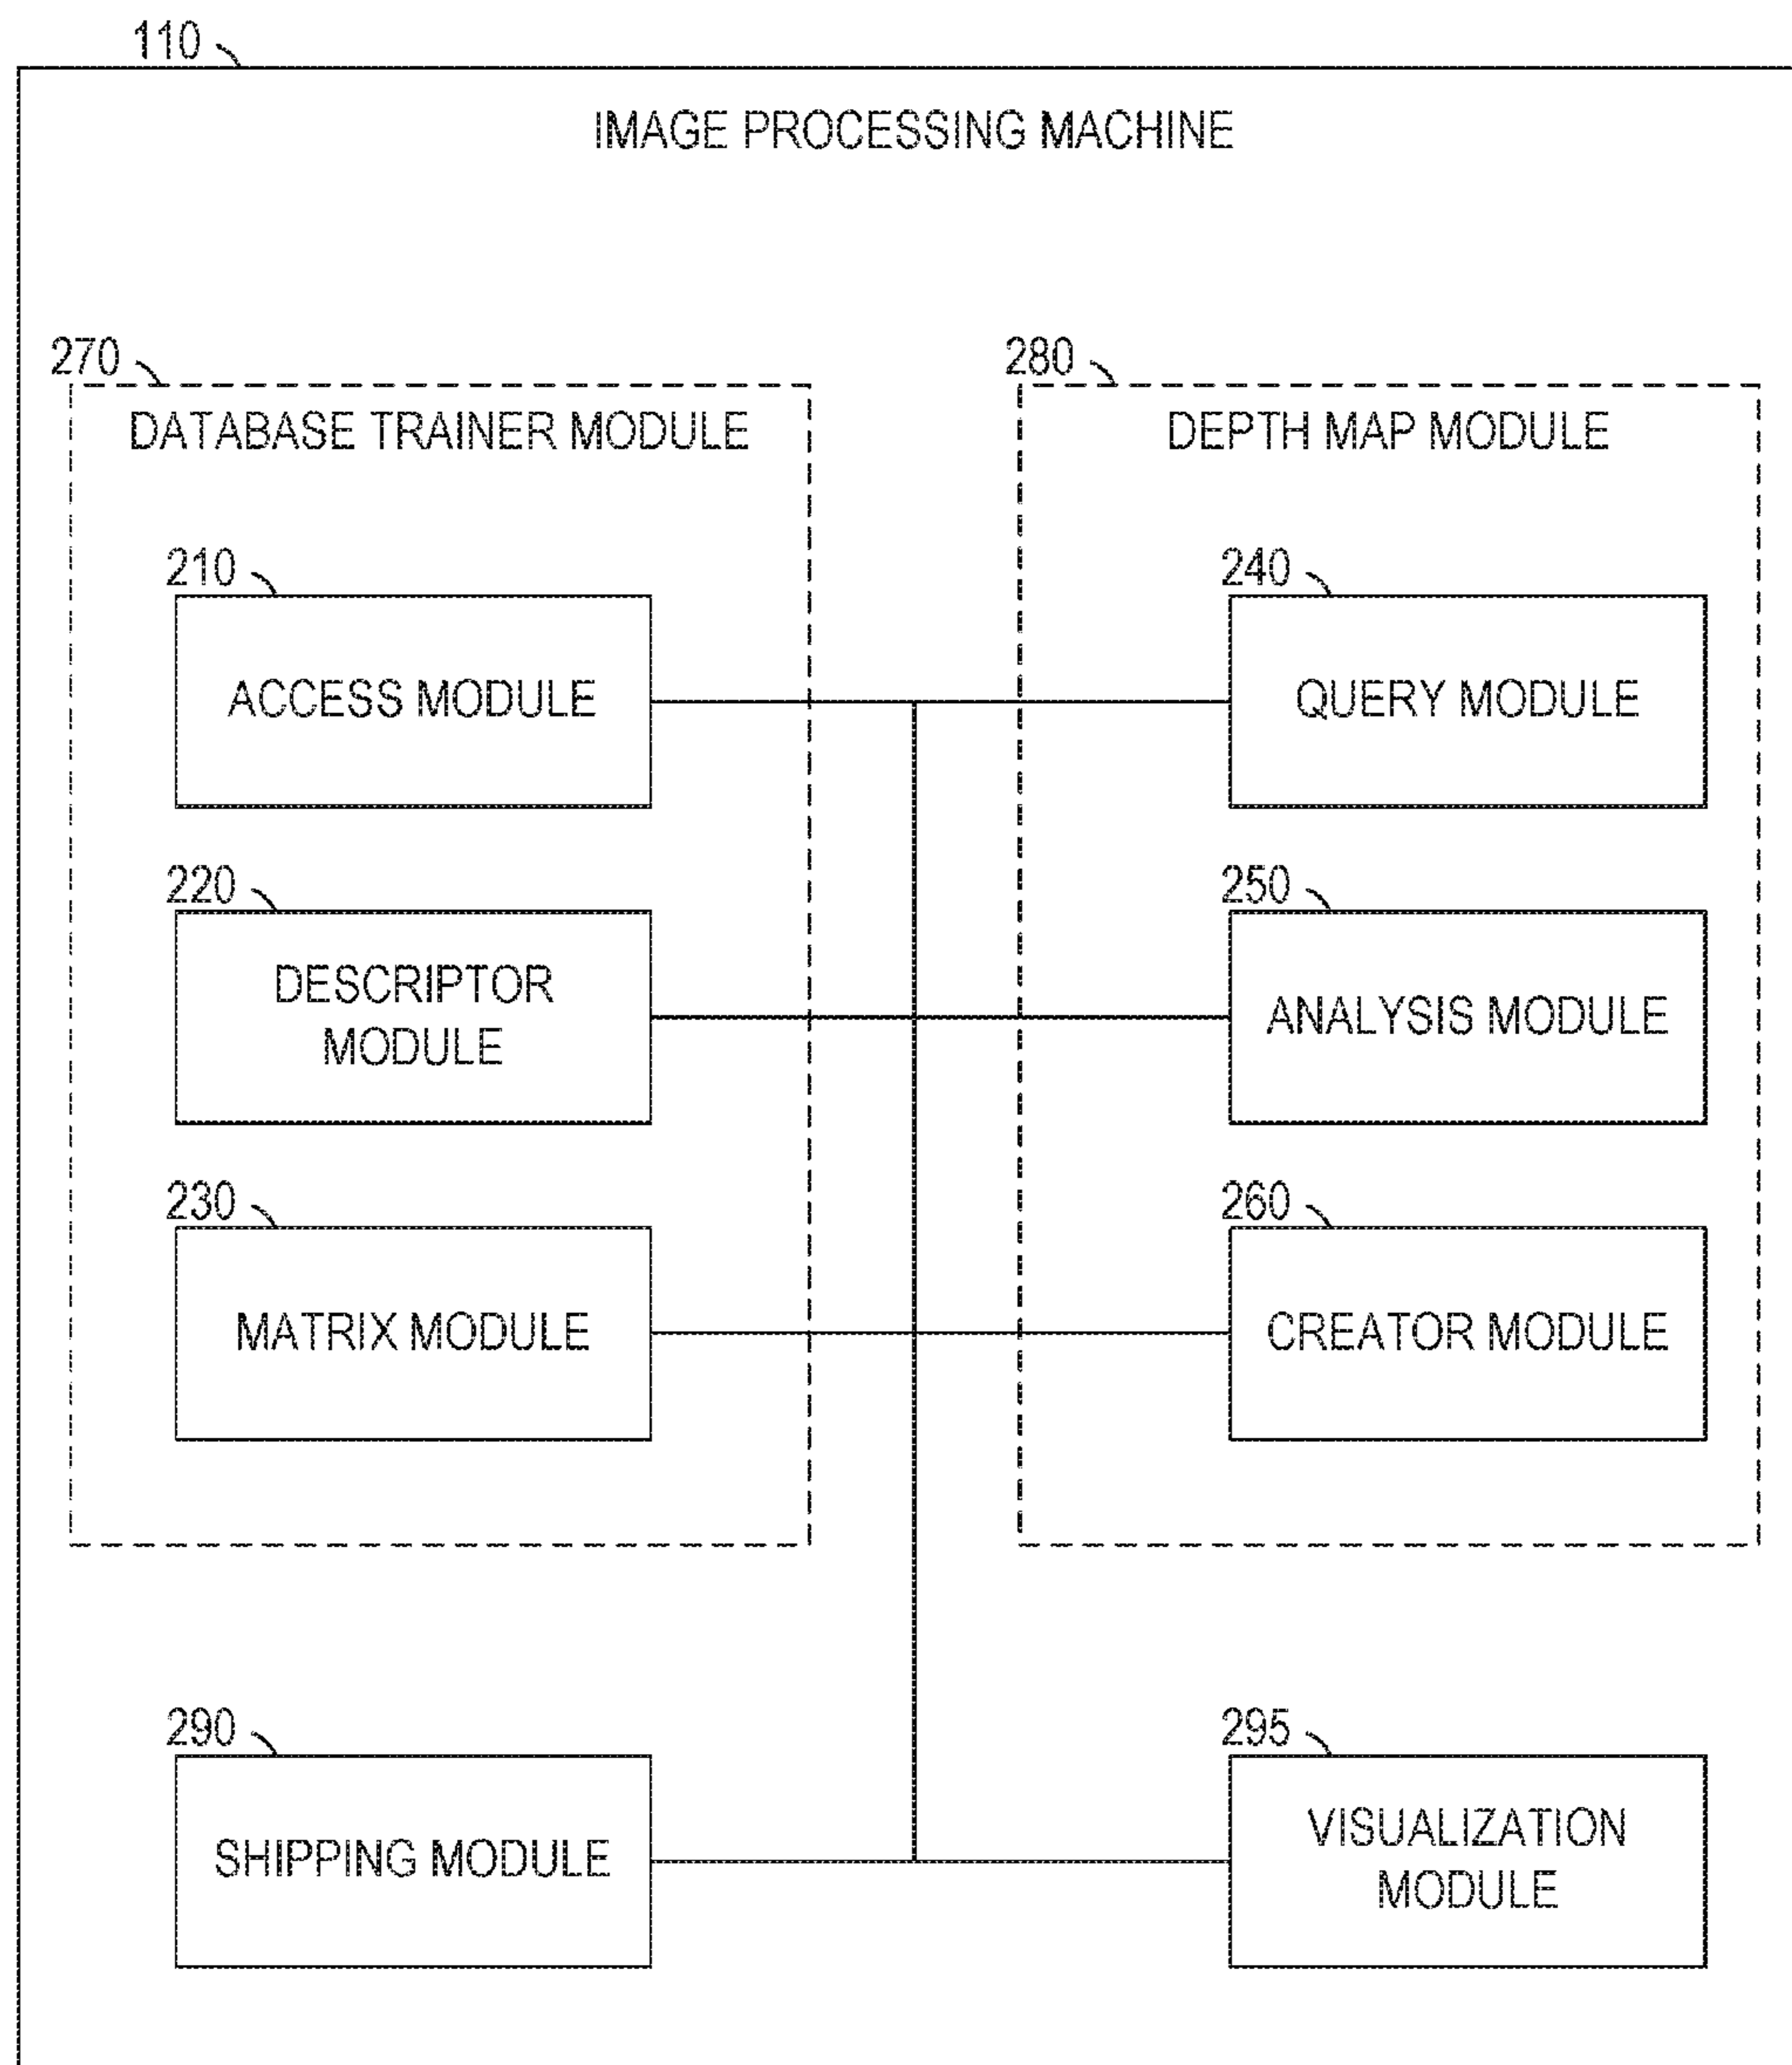 110
IMAGE PROCESSING MACHINE
270
DATABASE TRAINER MODULE
210
ACCESS MODULE
220
DESCRIPTOR
MODULE
230
MATRIX MODULE
280
DEPTH MAP MODULE
240
QUERY MODULE
250
ANALYSIS MODULE
260
CREATOR MODULE
290
SHIPPING MODULE
295
VISUALIZATION
MODULE